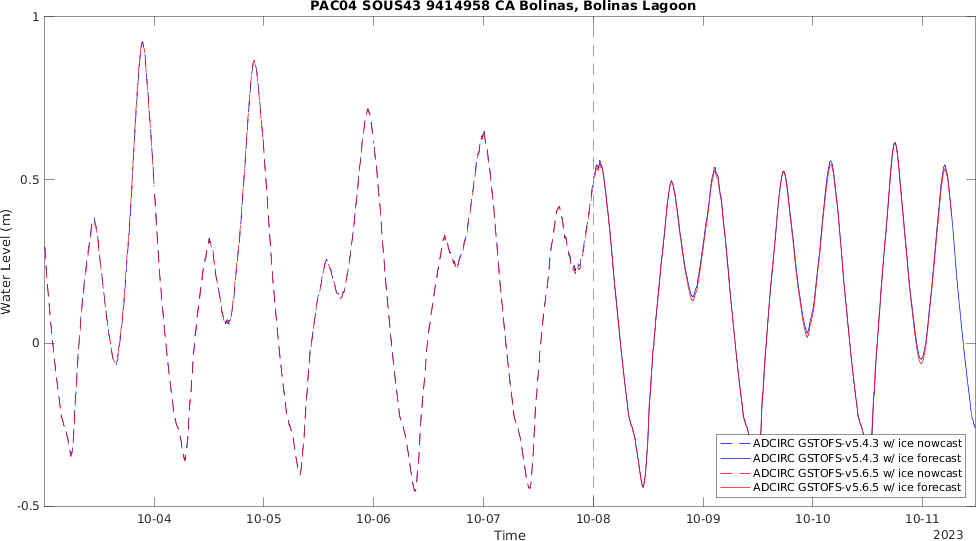 PAC04 SOUS43 9414958 CA Bolinas, Bolinas Lagoon
1
0.5
0
-0.5
Water Level (m)
ADCIRC GSTOFS-v5.4.3 w/ ice nowcast
ADCIRC GSTOFS-v5.4.3 w/ ice forecast
ADCIRC GSTOFS-v5.6.5 w/ ice nowcast
ADCIRC GSTOFS-v5.6.5 w/ ice forecast
10-04 10-05 10-06 10-07 10-08 10-09 10-10 10-11
Time 2023